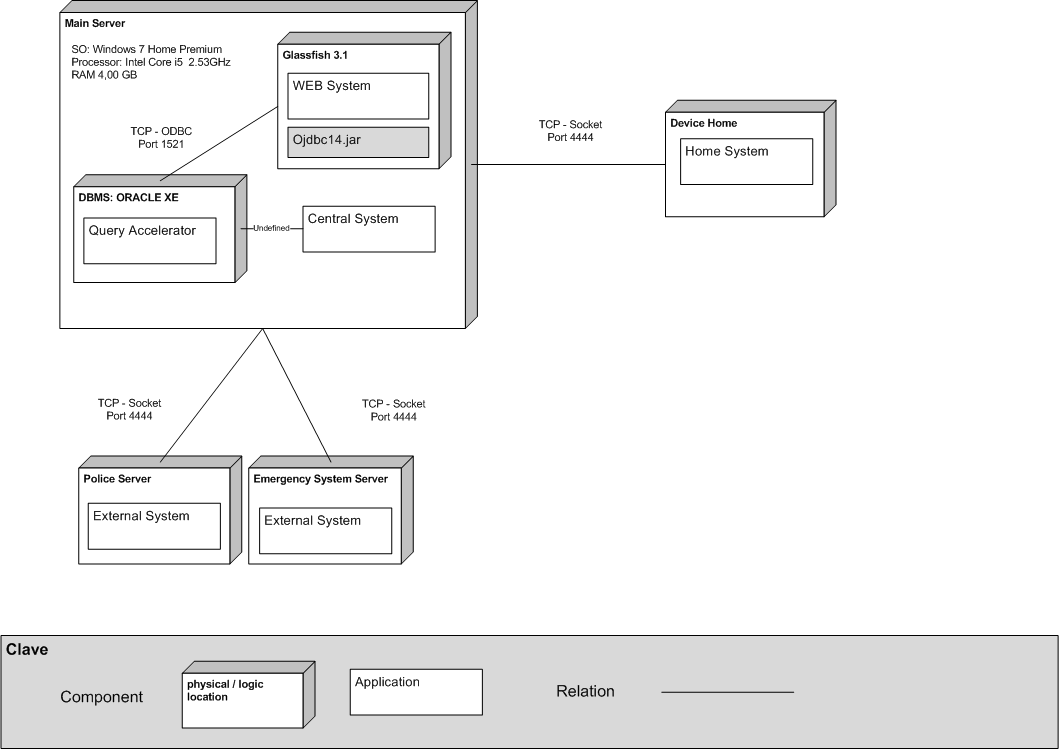 Main Server
SO: Windows 7 Home Premium
Processor: Intel Core i5  2.53GHz
RAM 4,00 GB
Glassfish 3.1
WEB System
Ojdbc14.jar
TCP - ODBC
Port 1521
DBMS: ORACLE XE
Query Accelerator
Undefined
Central System
TCP - Socket
Port 4444
Device Home
Home System
TCP - Socket
Port 4444
TCP - Socket
Port 4444
Police Server
External System
Emergency System Server
External System
Clave
Component
physical / logic
location
Application
Relation